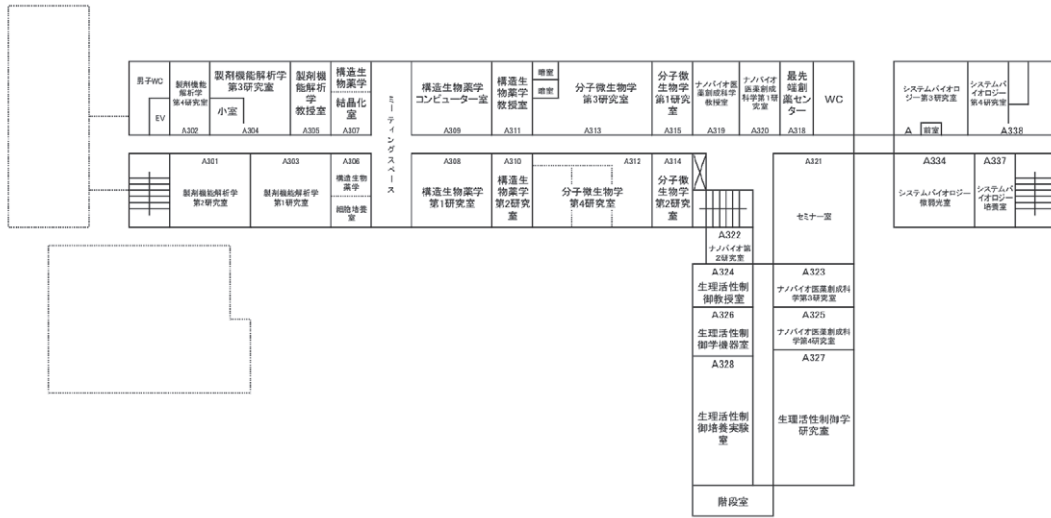 男子WC
EV
製剤機能
解析学
第4研究室
A302
製剤機能解析学
第3研究室
小室
A304
製剤機
能解析
学
教授室
A305
構造生
物薬学
結晶化
室
A307
ミーティングスペース
構造生物薬学
コンピューター室
A309
構造生
物薬学
教授室
A311
暗室
暗室
分子微生物学
第3研究室
A313
分子微
生物学
第1研究
室
A315
ナノバイオ医
薬創成科学
教授室
A319
ナノバイオ
医薬創成
科学第1研
究室
A320
最先
端創
薬セン
ター
A318
WC
システムバイオロ
ジー第3研究室
A
前室
システムバイ
オロジー
第4研究室
A338
A301
製剤機能解析学
第2研究室
A303
製剤機能解析学
第1研究室
A306
構造生物
薬学
細胞培養
室
A308
構造生物薬学
第1研究室
A310
構造生
物薬学
第2研究
室
A312
分子微生物学
第4研究室
A314
分子微
生物学
第2研究
室
A321
セミナー室
A334
システムバイオロジー
微弱光室
A337
システムバ
イオロジー
培養室
A322
ナノバイオ第
2研究室
A324
生理活性制
御教授室
A323
ナノバイオ医薬創成科
学第3研究室
A326
生理活性制
御学機器室
A325
ナノバイオ医薬創成科
学第4研究室
A328
生理活性制
御培養実験
室
A327
生理活性制御学
研究室
階段室